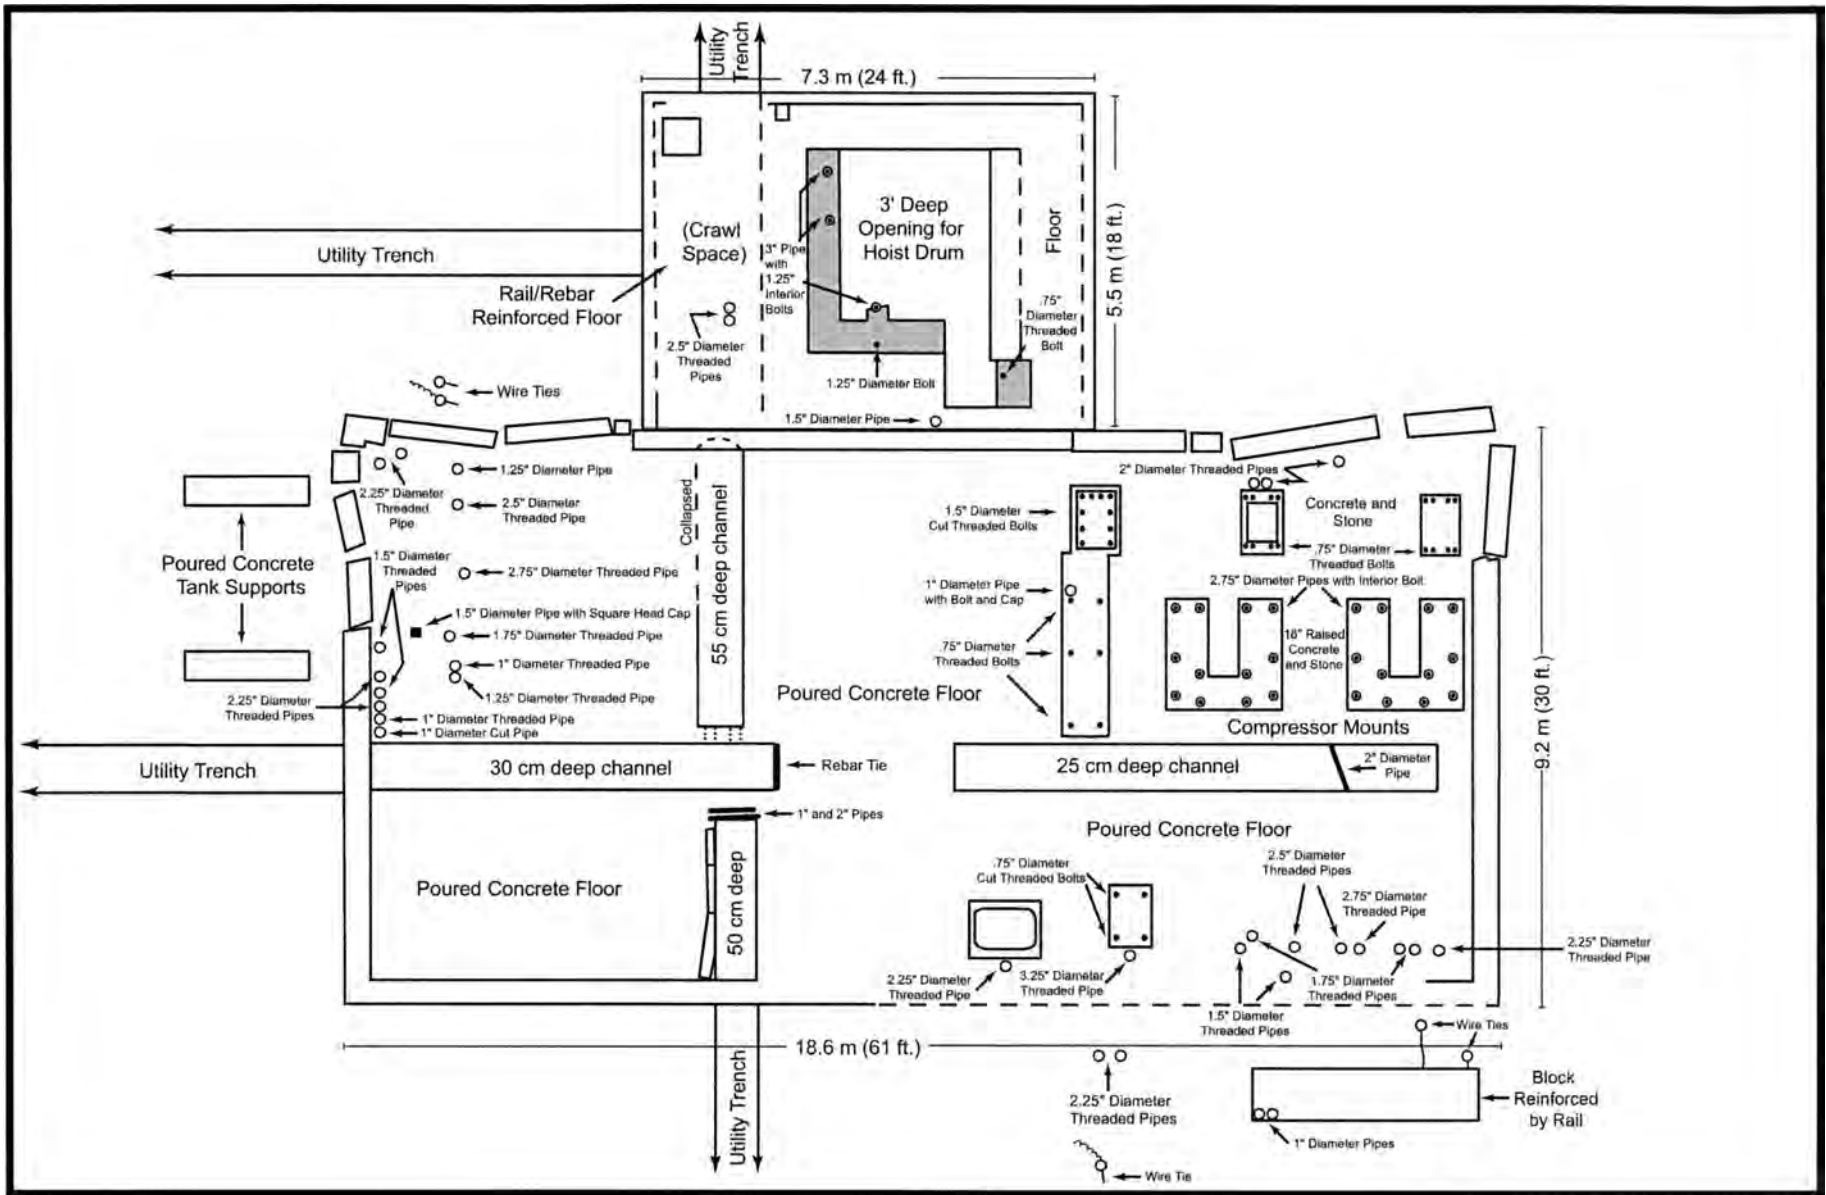 Utility
Trench
7.3 m (24 ft.)
5.5 m (18 ft.)
Utility Trench
(Crawl
Space)
3' Deep
Opening for
Hoist Drum
Floor
3" Pipe
with
1.25"
Interior
Bolts
Rail/Rebar
Reinforced Floor
.75"
Diameter
Threaded
Bolt
2.5" Diameter
Threaded
Pipes
1.25" Diameter Bolt
Wire Ties
1.5" Diameter Pipe
1.25" Diameter Pipe
2.25" Diameter
Threaded
Pipe
2.5" Diameter
Threaded Pipe
Collapsed
55 cm deep channel
2" Diameter Threaded Pipes
1.5" Diameter
Cut Threaded Bolts
Concrete and
Stone
.75" Diameter
Threaded Bolts
Poured Concrete
Tank Supports
1.5" Diameter
Threaded
Pipes
2.75" Diameter Threaded Pipe
1" Diameter Pipe
with Bolt and Cap
2.75" Diameter Pipes with Interior Bolt
1.5" Diameter Pipe with Square Head Cap
1.75" Diameter Threaded Pipe
.75" Diameter
Threaded Bolts
18" Raised
Concrete
and Stone
1" Diameter Threaded Pipe
1.25" Diameter Threaded Pipe
Poured Concrete Floor
2.25" Diameter
Threaded Pipes
1" Diameter Threaded Pipe
1" Diameter Cut Pipe
Compressor Mounts
9.2 m (30 ft.)
Utility Trench
30 cm deep channel
Rebar Tie
25 cm deep channel
2" Diameter
Pipe
1" and 2" Pipes
Poured Concrete Floor
Poured Concrete Floor
50 cm deep
.75" Diameter
Cut Threaded Bolts
2.5" Diameter
Threaded Pipes
2.75" Diameter
Threaded Pipe
2.25" Diameter
Threaded Pipe
2.25" Diameter
Threaded Pipe
3.25" Diameter
Threaded Pipe
1.75" Diameter
Threaded Pipes
1.5" Diameter
Threaded Pipes
Wire Ties
18.6 m (61 ft.)
Utility Trench
2.25" Diameter
Threaded Pipes
Block
Reinforced
by Rail
1" Diameter Pipes
Wire Tie